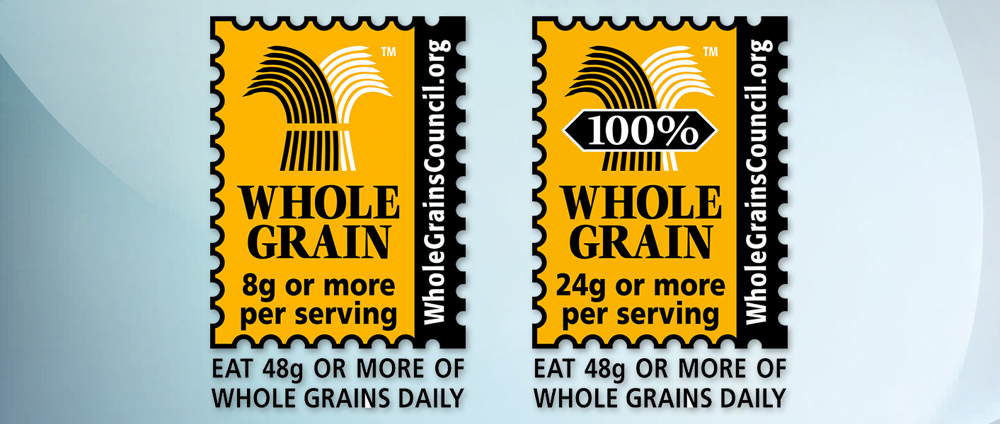 TM
WHOLE
GRAIN
8g or more
per serving
WholeGrainsCouncil.org
EAT 48g OR MORE OF
WHOLE GRAINS DAILY
TM
100%
WHOLE
GRAIN
24g or more
per serving
WholeGrainsCouncil.org
EAT 48g OR MORE OF
WHOLE GRAINS DAILY